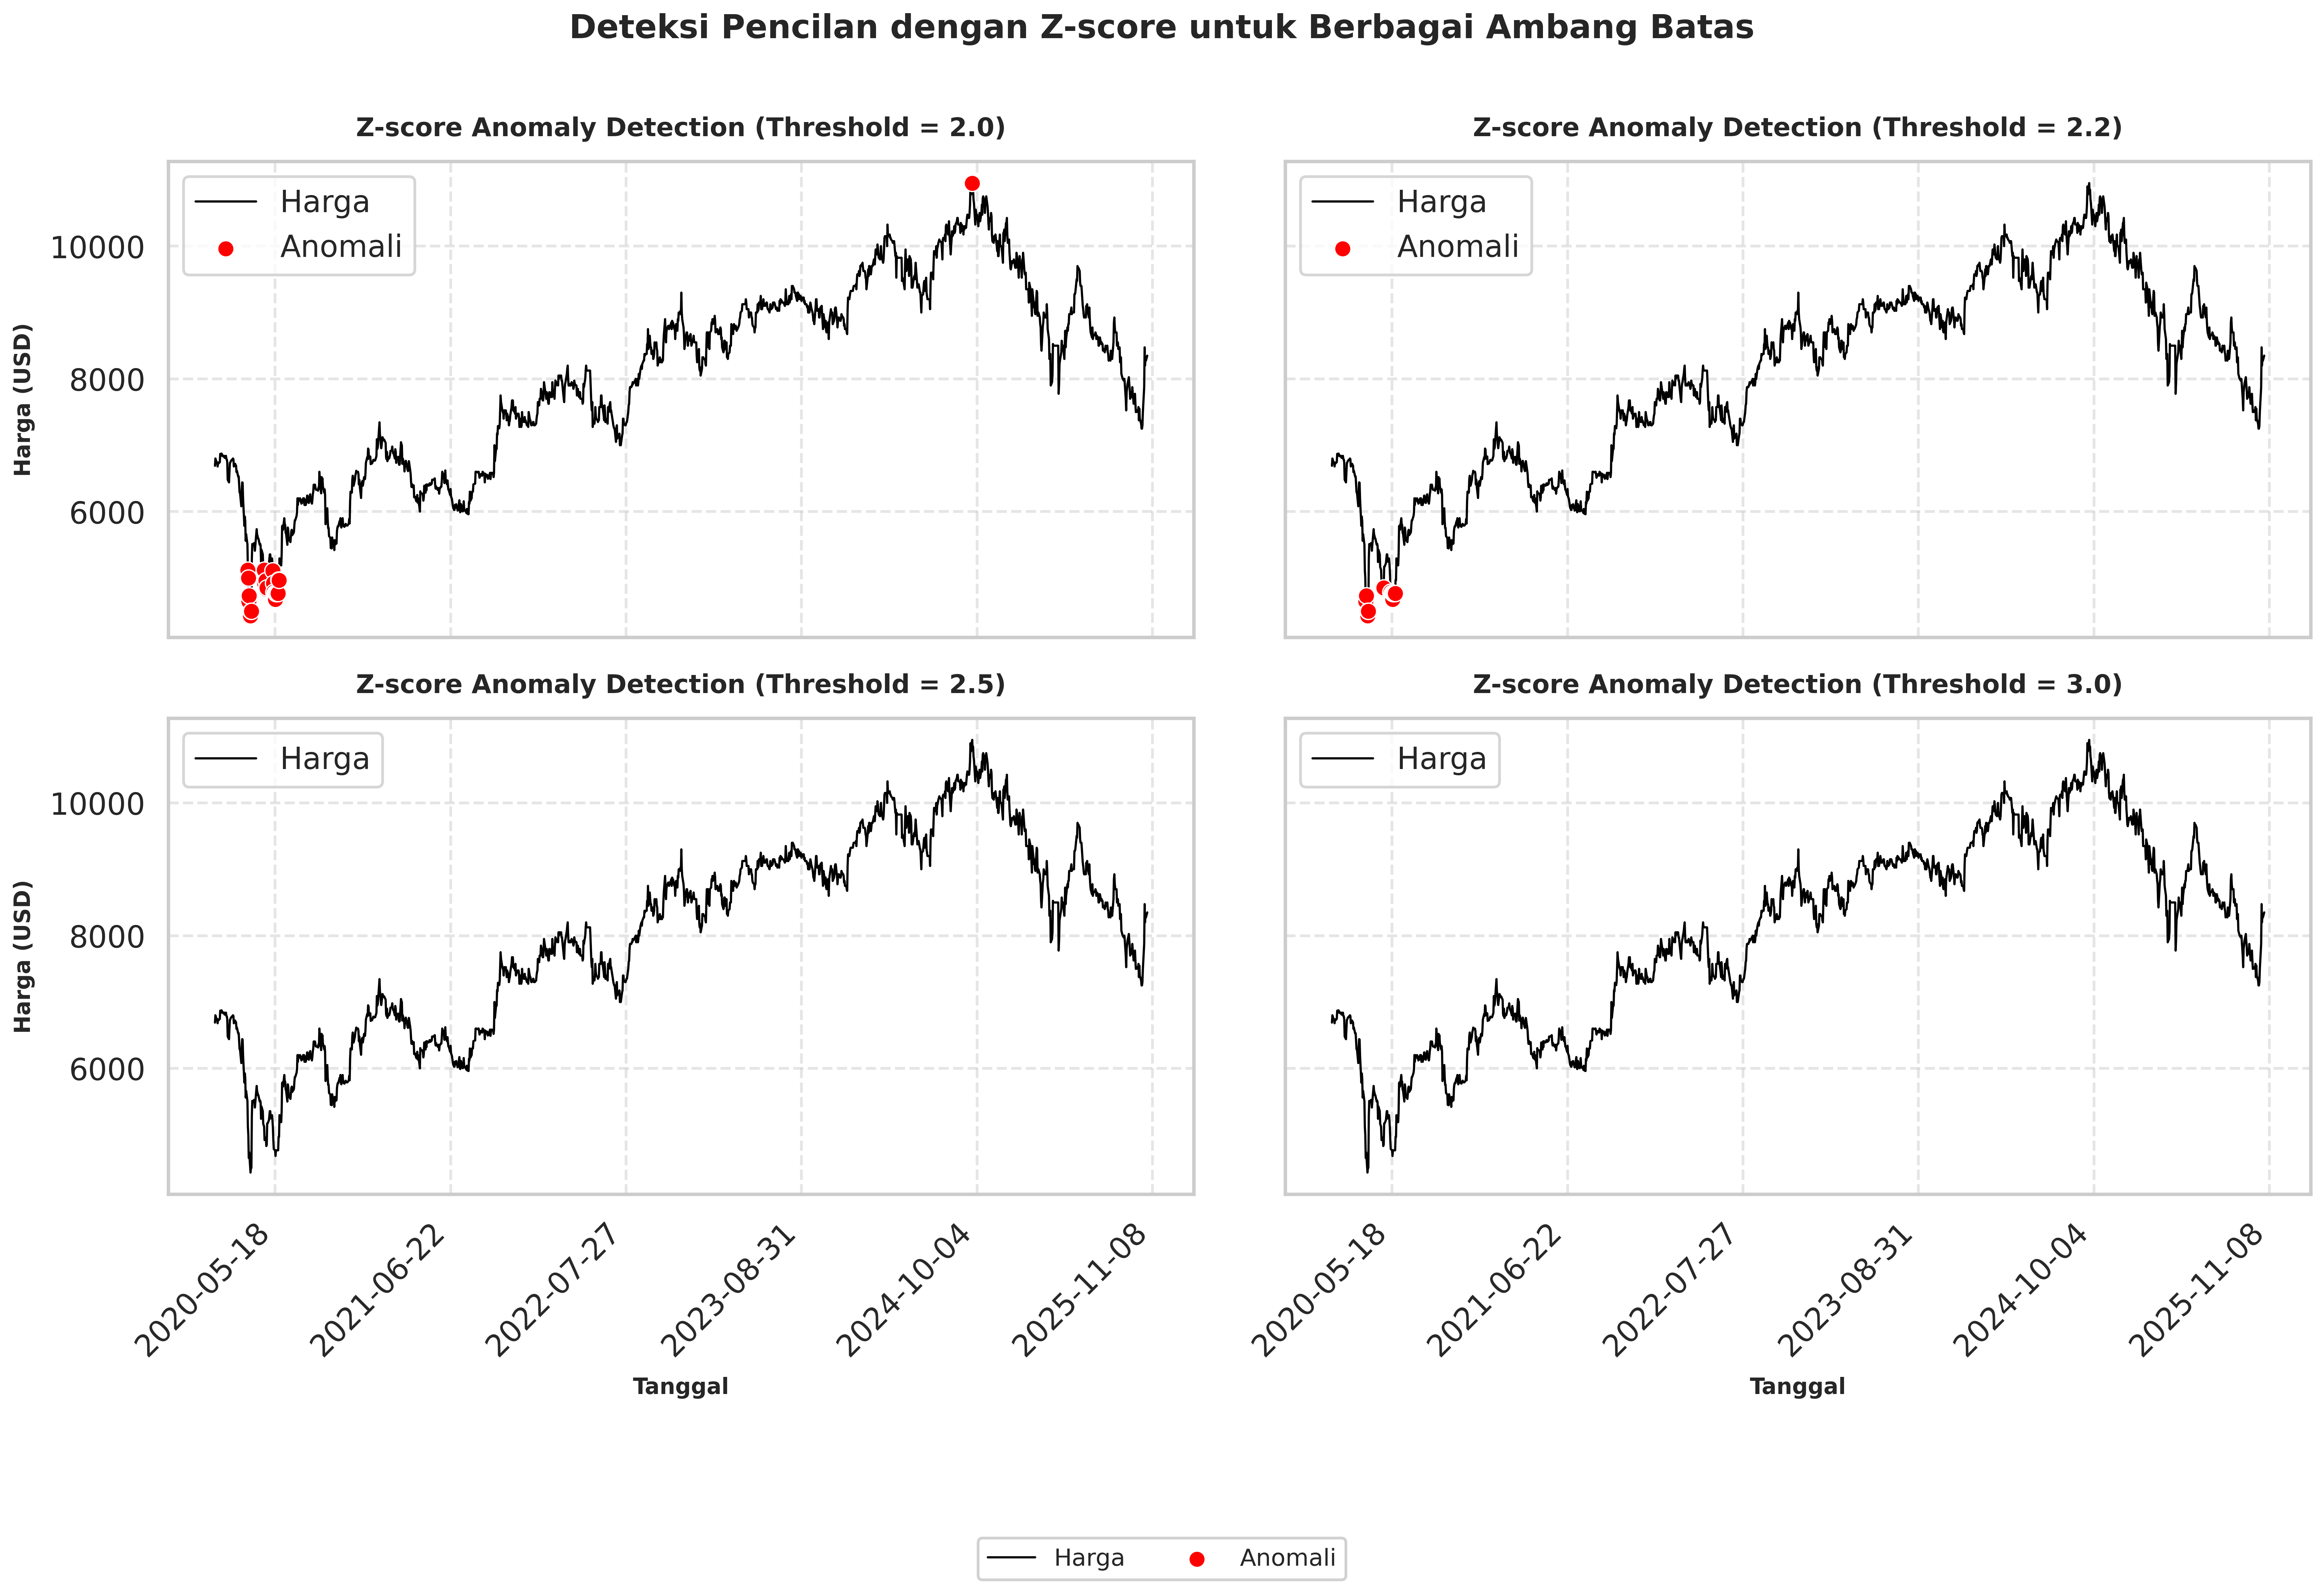 Deteksi Pencilan dengan Z-score untuk Berbagai Ambang Batas
Z-score Anomaly Detection (Threshold = 2.0)
Harga
Anomali
10000
8000
6000
Harga (USD)
Z-score Anomaly Detection (Threshold = 2.2)
Harga
Anomali
Z-score Anomaly Detection (Threshold = 2.5)
Harga
10000
8000
6000
Harga (USD)
2020-05-18
2021-06-22
2022-07-27
2023-08-31
2024-10-04
2025-11-08
Tanggal
Z-score Anomaly Detection (Threshold = 3.0)
Harga
2020-05-18
2021-06-22
2022-07-27
2023-08-31
2024-10-04
2025-11-08
Tanggal
Harga Anomali